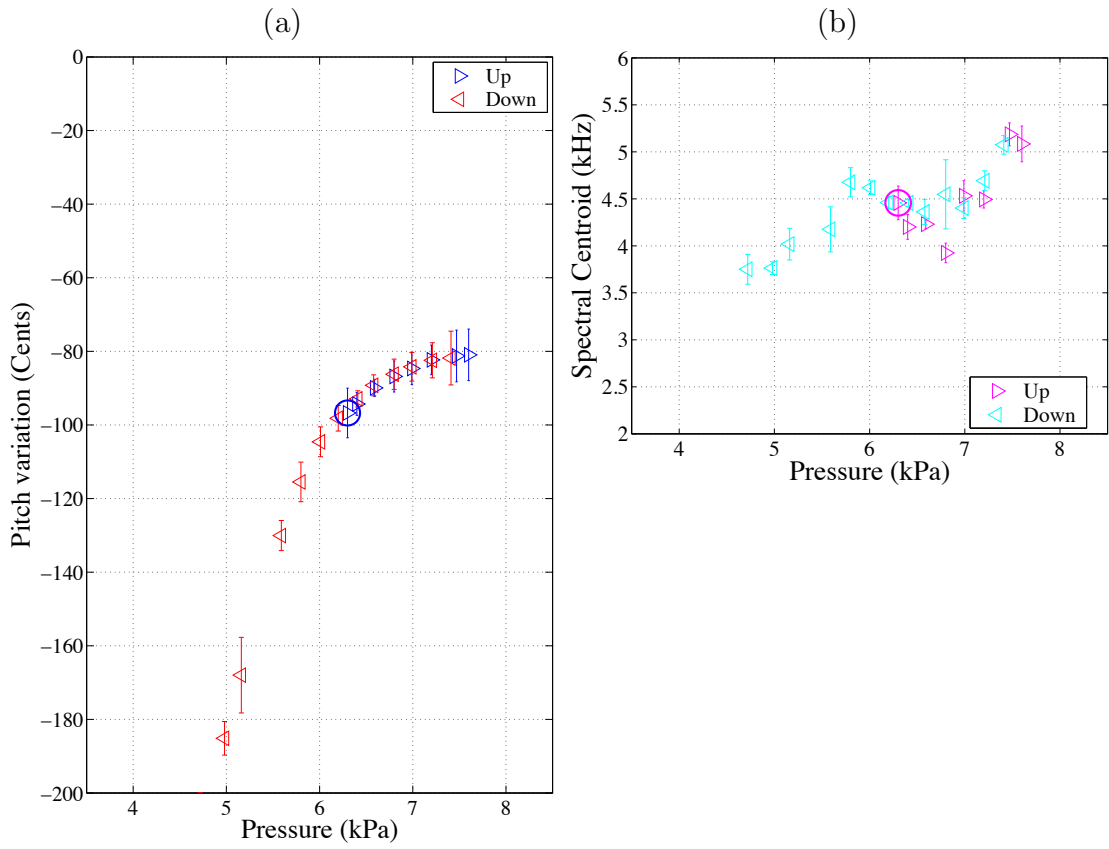 (a)
0
−20
−40
−60
−80
−100
−120
−140
−160
−180
−200
Pitch variation (Cents)
4 5 6 7 8
Pressure (kPa)
Up
Down
(b)
6
5.5
5
4.5
4
3.5
3
2.5
2
Spectral Centroid (kHz)
4 5 6 7 8
Pressure (kPa)
Up
Down